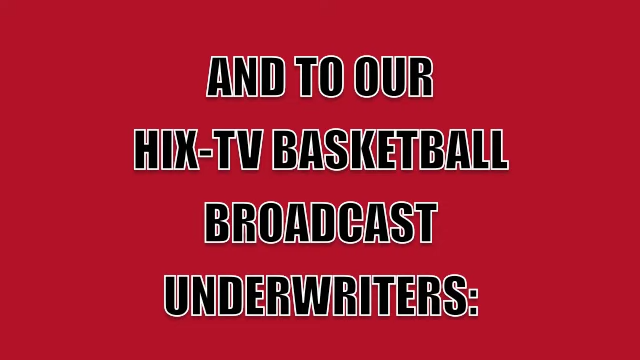 AND TO OUR
HIX-TV BASKETBALL
BROADCAST
UNDERWRITERS: